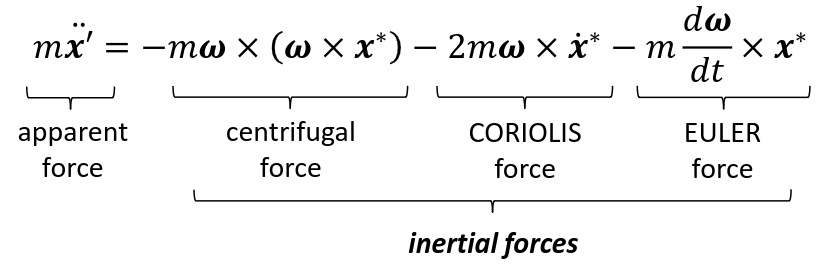 mẍ′ = −mω × (ω × x*) − 2mω × ẋ* − m dω/dt × x*
apparent force
centrifugal force
CORIOLIS force
EULER force
inertial forces